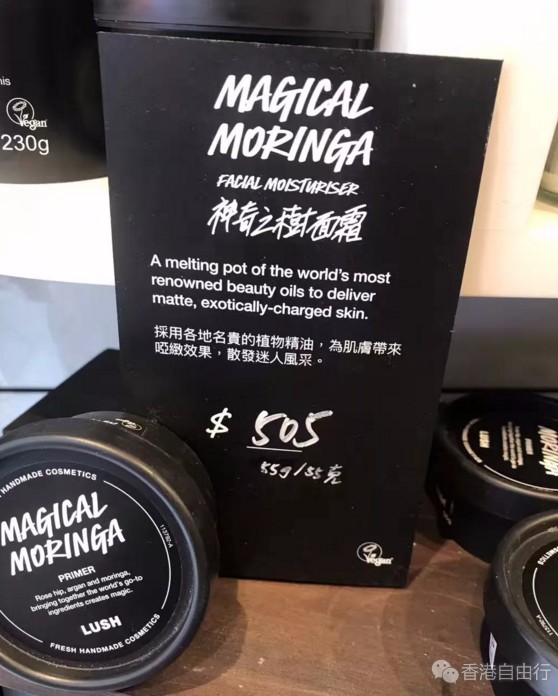 his
Vegan
230g
MAGICAL
MORINGA
FACIAL MOISTURISER
神奇之樹面霜
A melting pot of the world's most
renowned beauty oils to deliver
matte, exotically-charged skin.
採用各地名貴的植物精油，為肌膚帶來
啞緻效果，散發迷人風采。
$ 505
55g/55克
Vegan
HANDMADE COSMETICS
MAGICAL
MORINGA
PRIMER
Rose hip, argan and moringa,
bringing together the world's go-to
ingredients creates magic.
LUSH
FRESH HANDMADE COSMETICS
香港自由行